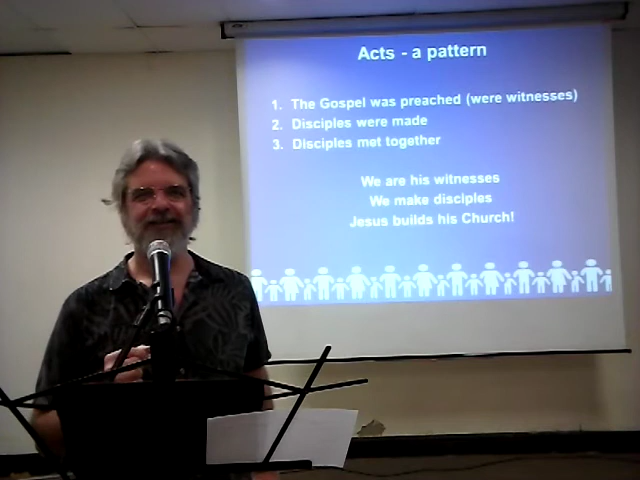 Acts - a pattern
1. The Gospel was preached (were witnesses)
2. Disciples were made
3. Disciples met together
We are his witnesses
We make disciples
Jesus builds his Church!